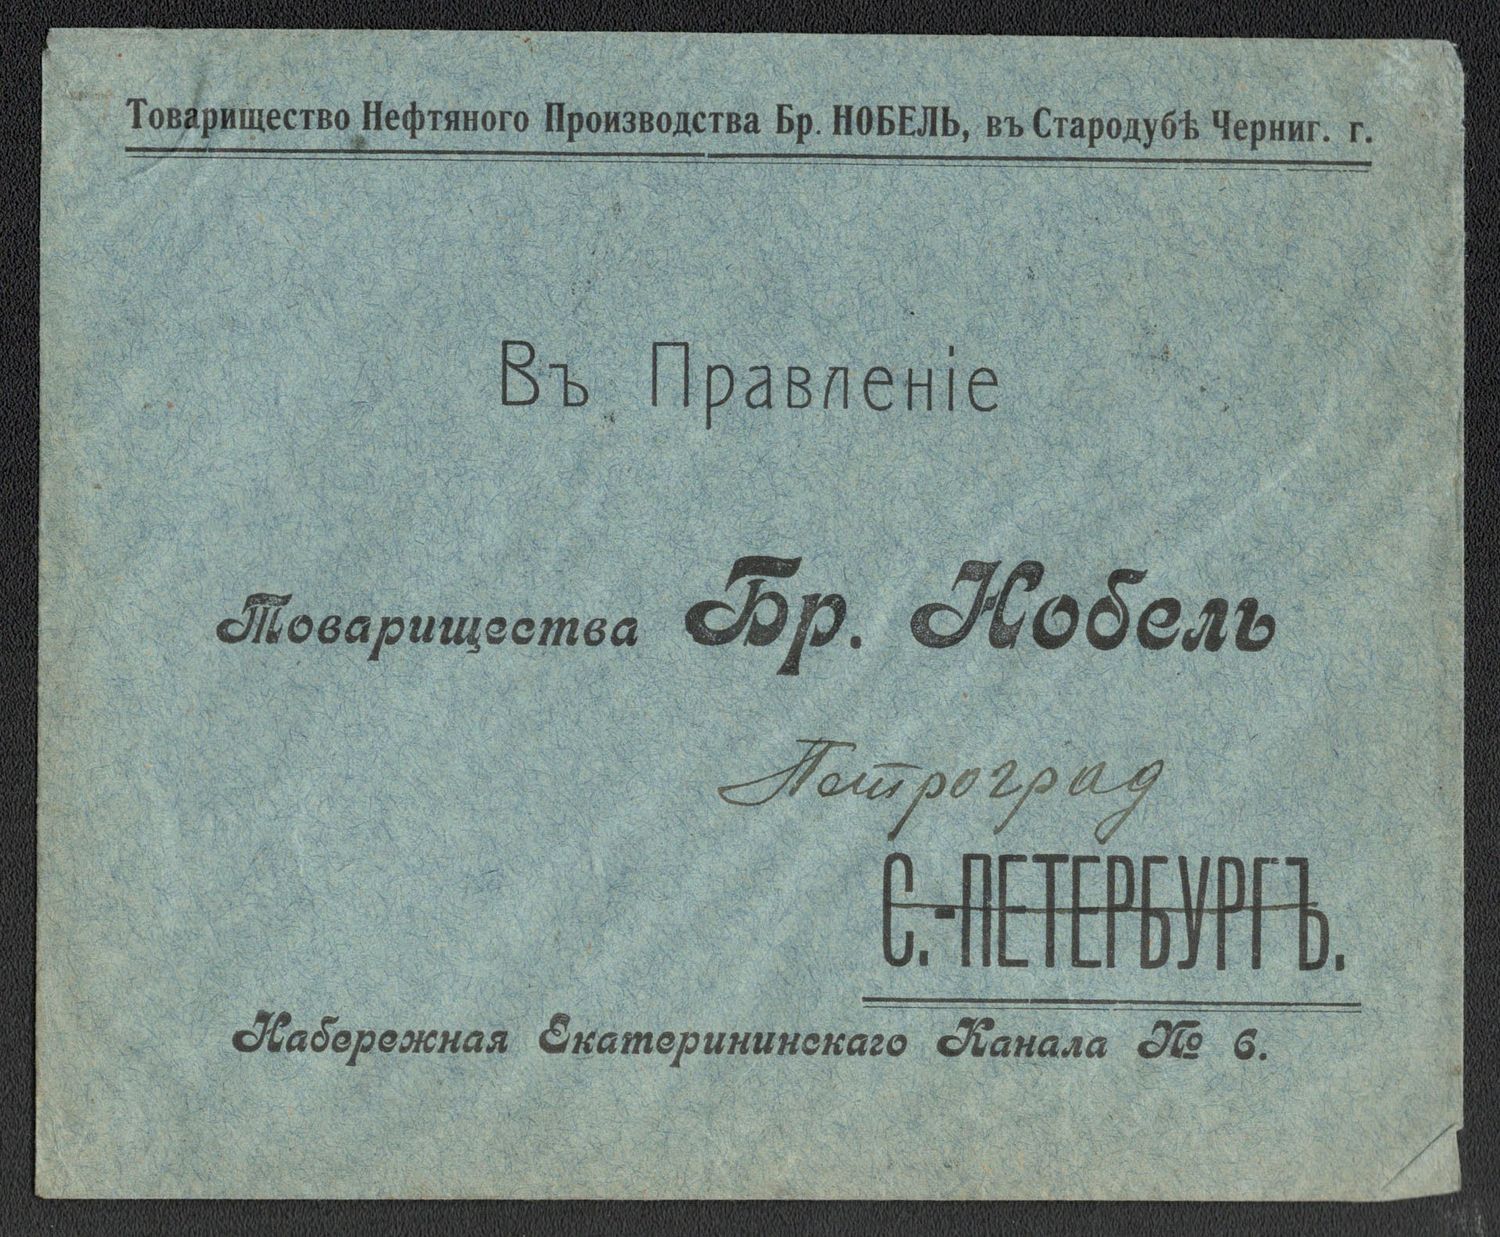 Товарищество Нефтяного Производства Бр. НОБЕЛЬ, въ Стародубѣ Черниг. г.
Въ Правленіе
Товарищества Бр. Нобель
Петроград
С.-ПЕТЕРБУРГЪ.
Набережная Екатерининскаго Канала № 6.